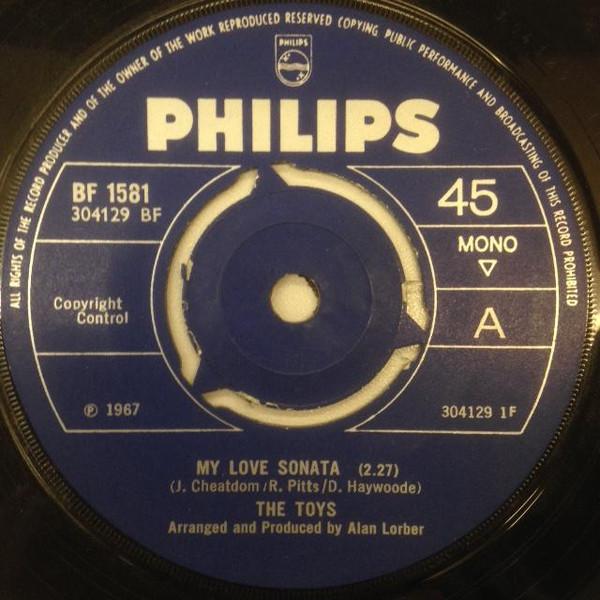 ALL RIGHTS OF THE RECORD PRODUCER AND OF THE OWNER OF THE WORK REPRODUCED RESERVED COPYING, PUBLIC PERFORMANCE AND BROADCASTING OF THIS RECORD PROHIBITED
PHILIPS
PHILIPS
BF 1581
304129 BF
45
MONO
Copyright
Control
A
℗ 1967
304129 1F
MY LOVE SONATA (2.27)
(J. Cheatdom/R. Pitts/D. Haywoode)
THE TOYS
Arranged and Produced by Alan Lorber